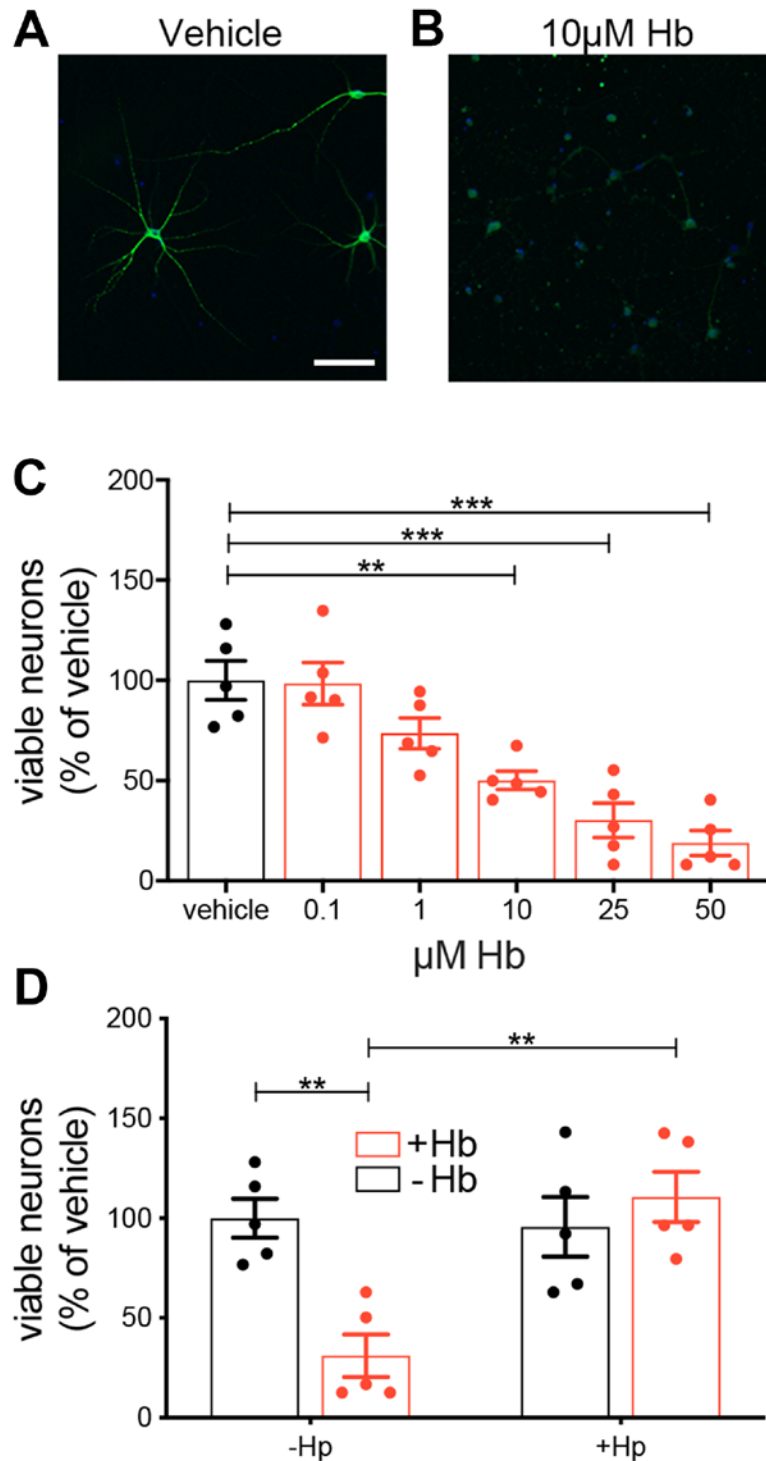 A
Vehicle
B
10µM Hb
C
viable neurons
(% of vehicle)
200
150
100
50
0
***
***
**
vehicle 0.1 1 10 25 50
µM Hb
D
viable neurons
(% of vehicle)
200
150
100
50
0
**
**
+Hb
-Hb
-Hp +Hp